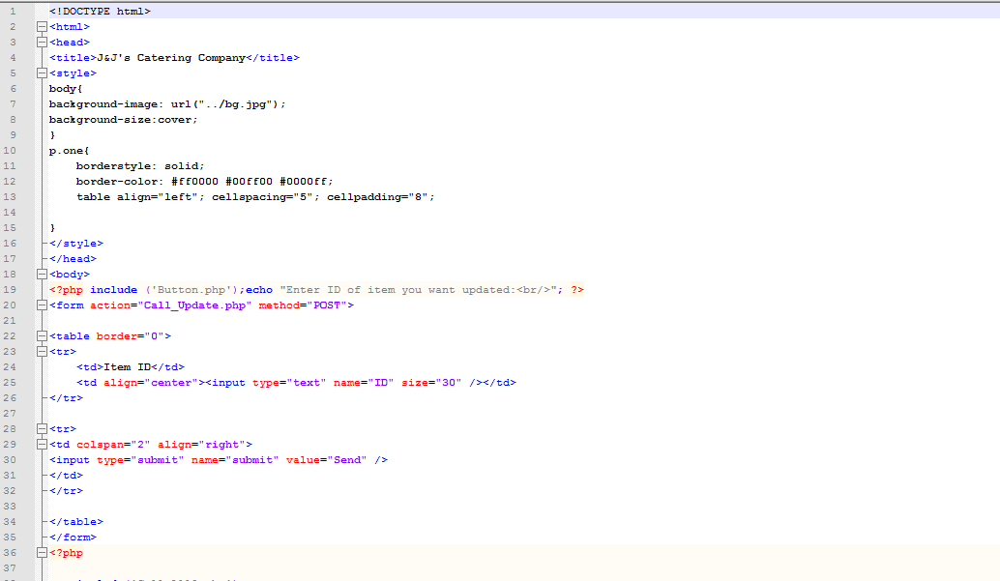 1 <!DOCTYPE html>
2 <html>
3 <head>
4 <title>J&J's Catering Company</title>
5 <style>
6 body{
7 background-image: url("../bg.jpg");
8 background-size:cover;
9 }
10 p.one{
11 borderstyle: solid;
12 border-color: #ff0000 #00ff00 #0000ff;
13 table align="left"; cellspacing="5"; cellpadding="8";
14
15 }
16 </style>
17 </head>
18 <body>
19 <?php include ('Button.php');echo "Enter ID of item you want updated:<br/>"; ?>
20 <form action="Call_Update.php" method="POST">
21
22 <table border="0">
23 <tr>
24 <td>Item ID</td>
25 <td align="center"><input type="text" name="ID" size="30" /></td>
26 </tr>
27
28 <tr>
29 <td colspan="2" align="right">
30 <input type="submit" name="submit" value="Send" />
31 </td>
32 </tr>
33
34 </table>
35 </form>
36 <?php
37